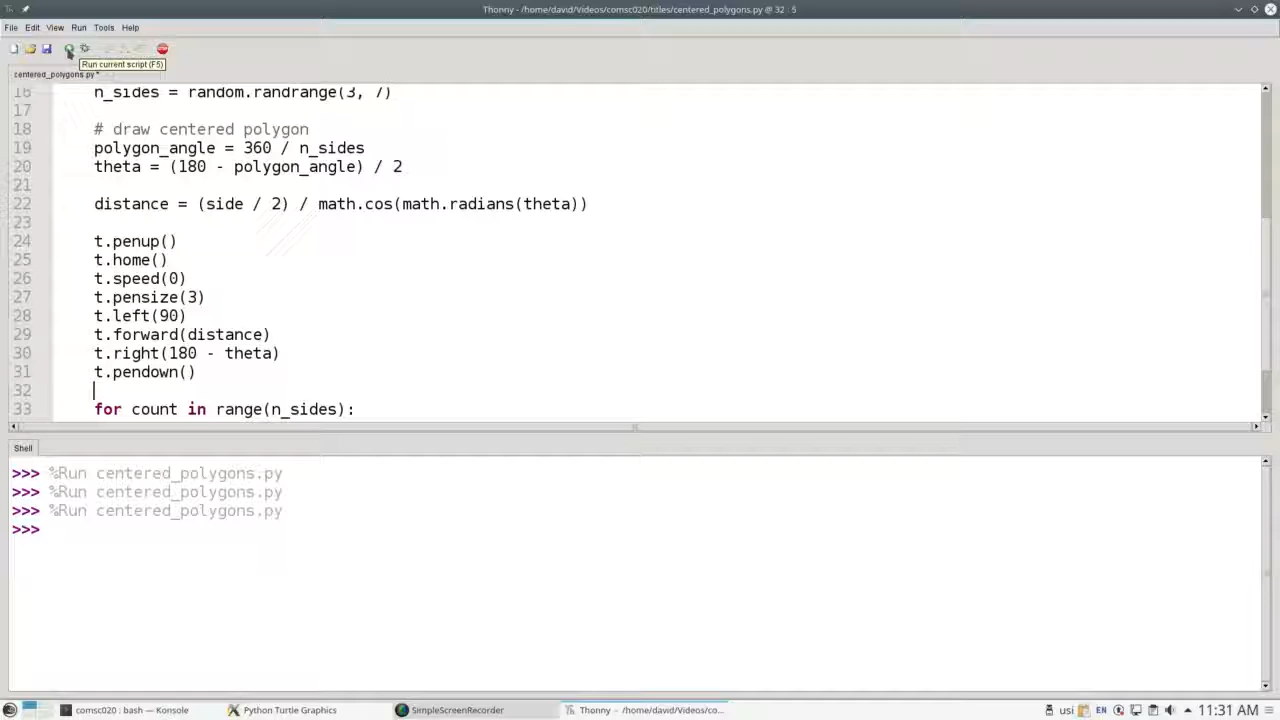 Thonny - /home/david/Videos/comsc020/titles/centered_polygons.py @ 32 : 5
File Edit View Run Tools Help
Run current script (F5)
centered_polygons.py *
16 n_sides = random.randrange(3, 7)
17
18 # draw centered polygon
19 polygon_angle = 360 / n_sides
20 theta = (180 - polygon_angle) / 2
21
22 distance = (side / 2) / math.cos(math.radians(theta))
23
24 t.penup()
25 t.home()
26 t.speed(0)
27 t.pensize(3)
28 t.left(90)
29 t.forward(distance)
30 t.right(180 - theta)
31 t.pendown()
32
33 for count in range(n_sides):
Shell
>>> %Run centered_polygons.py
>>> %Run centered_polygons.py
>>> %Run centered_polygons.py
>>>
comsc020 : bash — Konsole Python Turtle Graphics SimpleScreenRecorder Thonny - /home/david/Videos/co... usi EN 11:31 AM